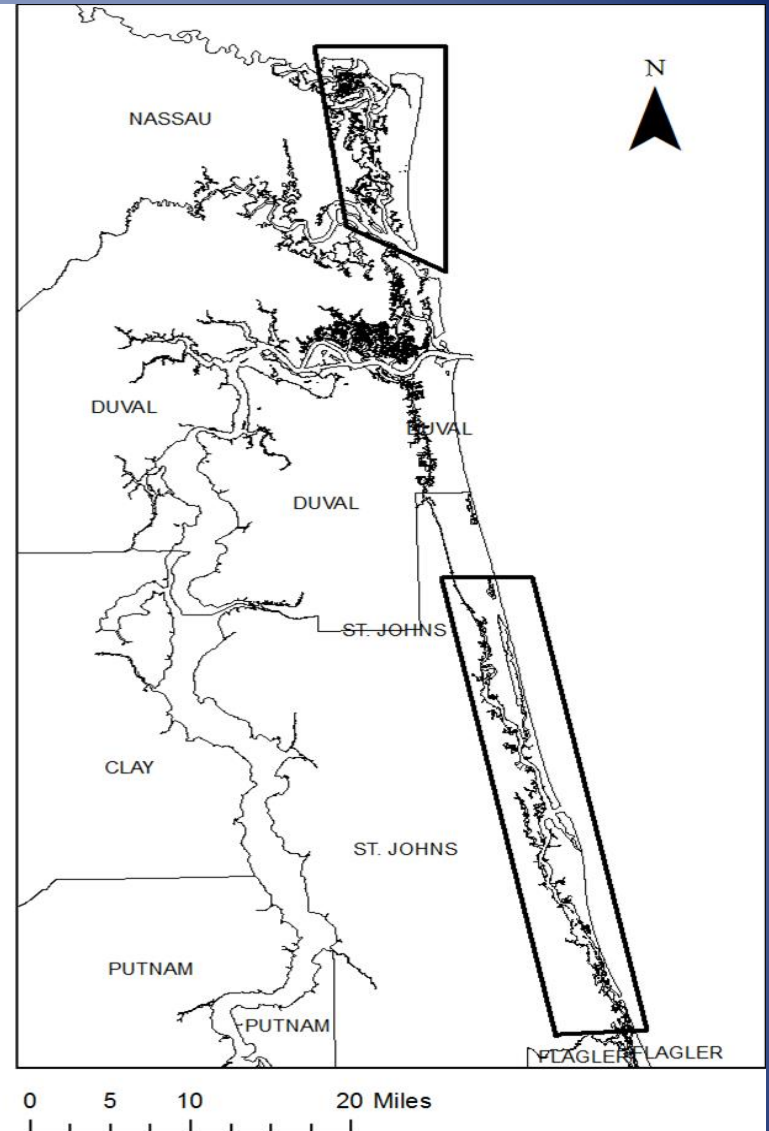 N
NASSAU
DUVAL
DUVAL
DUVAL
ST. JOHNS
CLAY
ST. JOHNS
PUTNAM
PUTNAM
FLAGLER FLAGLER
0 5 10 20 Miles